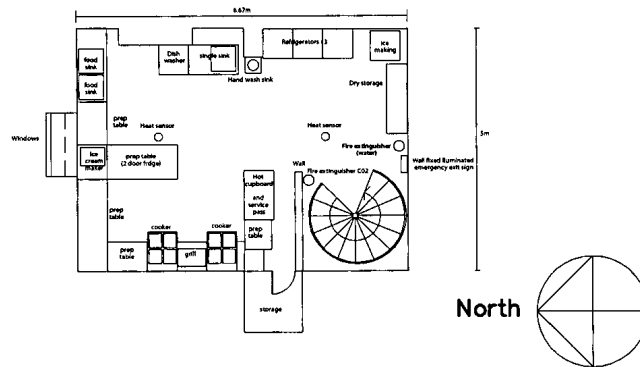 6.67m
food
sink
food
sink
Dish
washer
single sink
Refrigerators
Ice
making
Hand wash sink
Dry storage
prep
table
Heat sensor
Heat sensor
5m
Windows
Fire extinguisher
(water)
Ice
cream
maker
prep table
(2 door fridge)
Wall
Wall fixed illuminated
emergency exit sign
Fire extinguisher C02
Hot
cupboard
and service
pass
prep
table
cooker
cooker
prep
table
prep
table
grill
storage
North